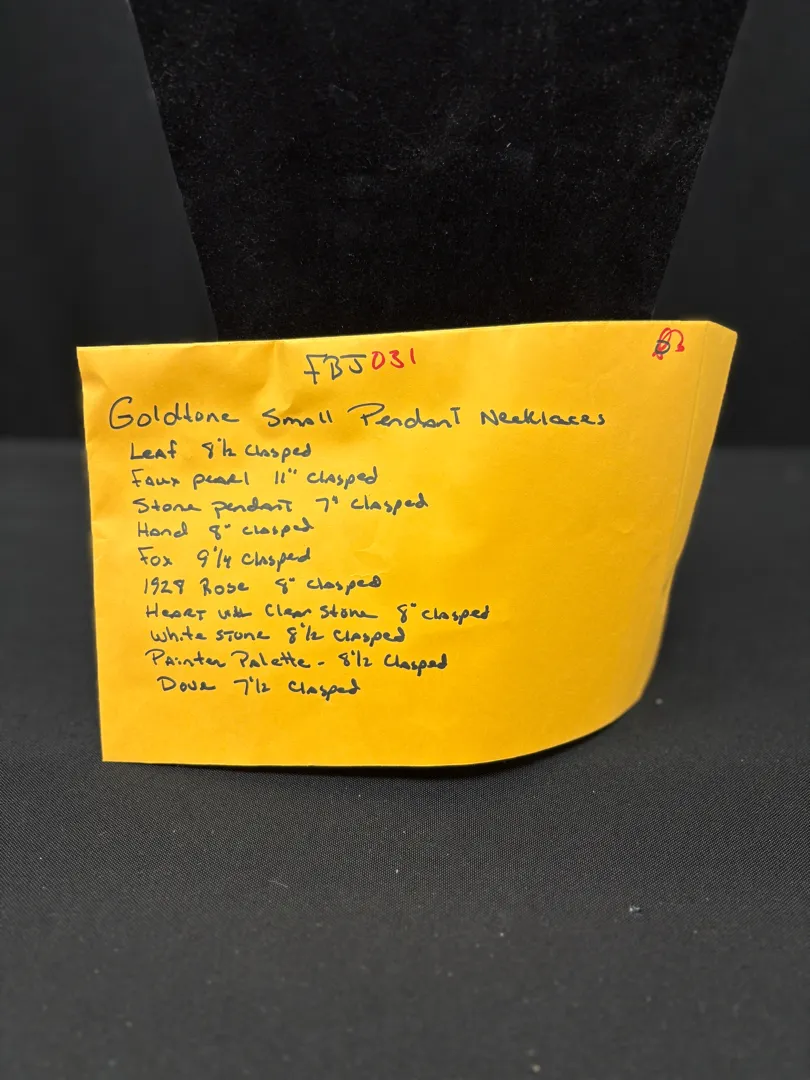 FBJ031
Goldtone Small Pendant Necklaces
Leaf 8"1/2 Clasped
Faux pearl 11" Clasped
Stone pendant 7" Clasped
Hand 8" Clasped
Fox 9"1/4 Clasped
1928 Rose 8" Clasped
Heart with Clear Stone 8" Clasped
White Stone 8"1/2 Clasped
Painter Palette - 8"1/2 Clasped
Dove 7"1/2 Clasped